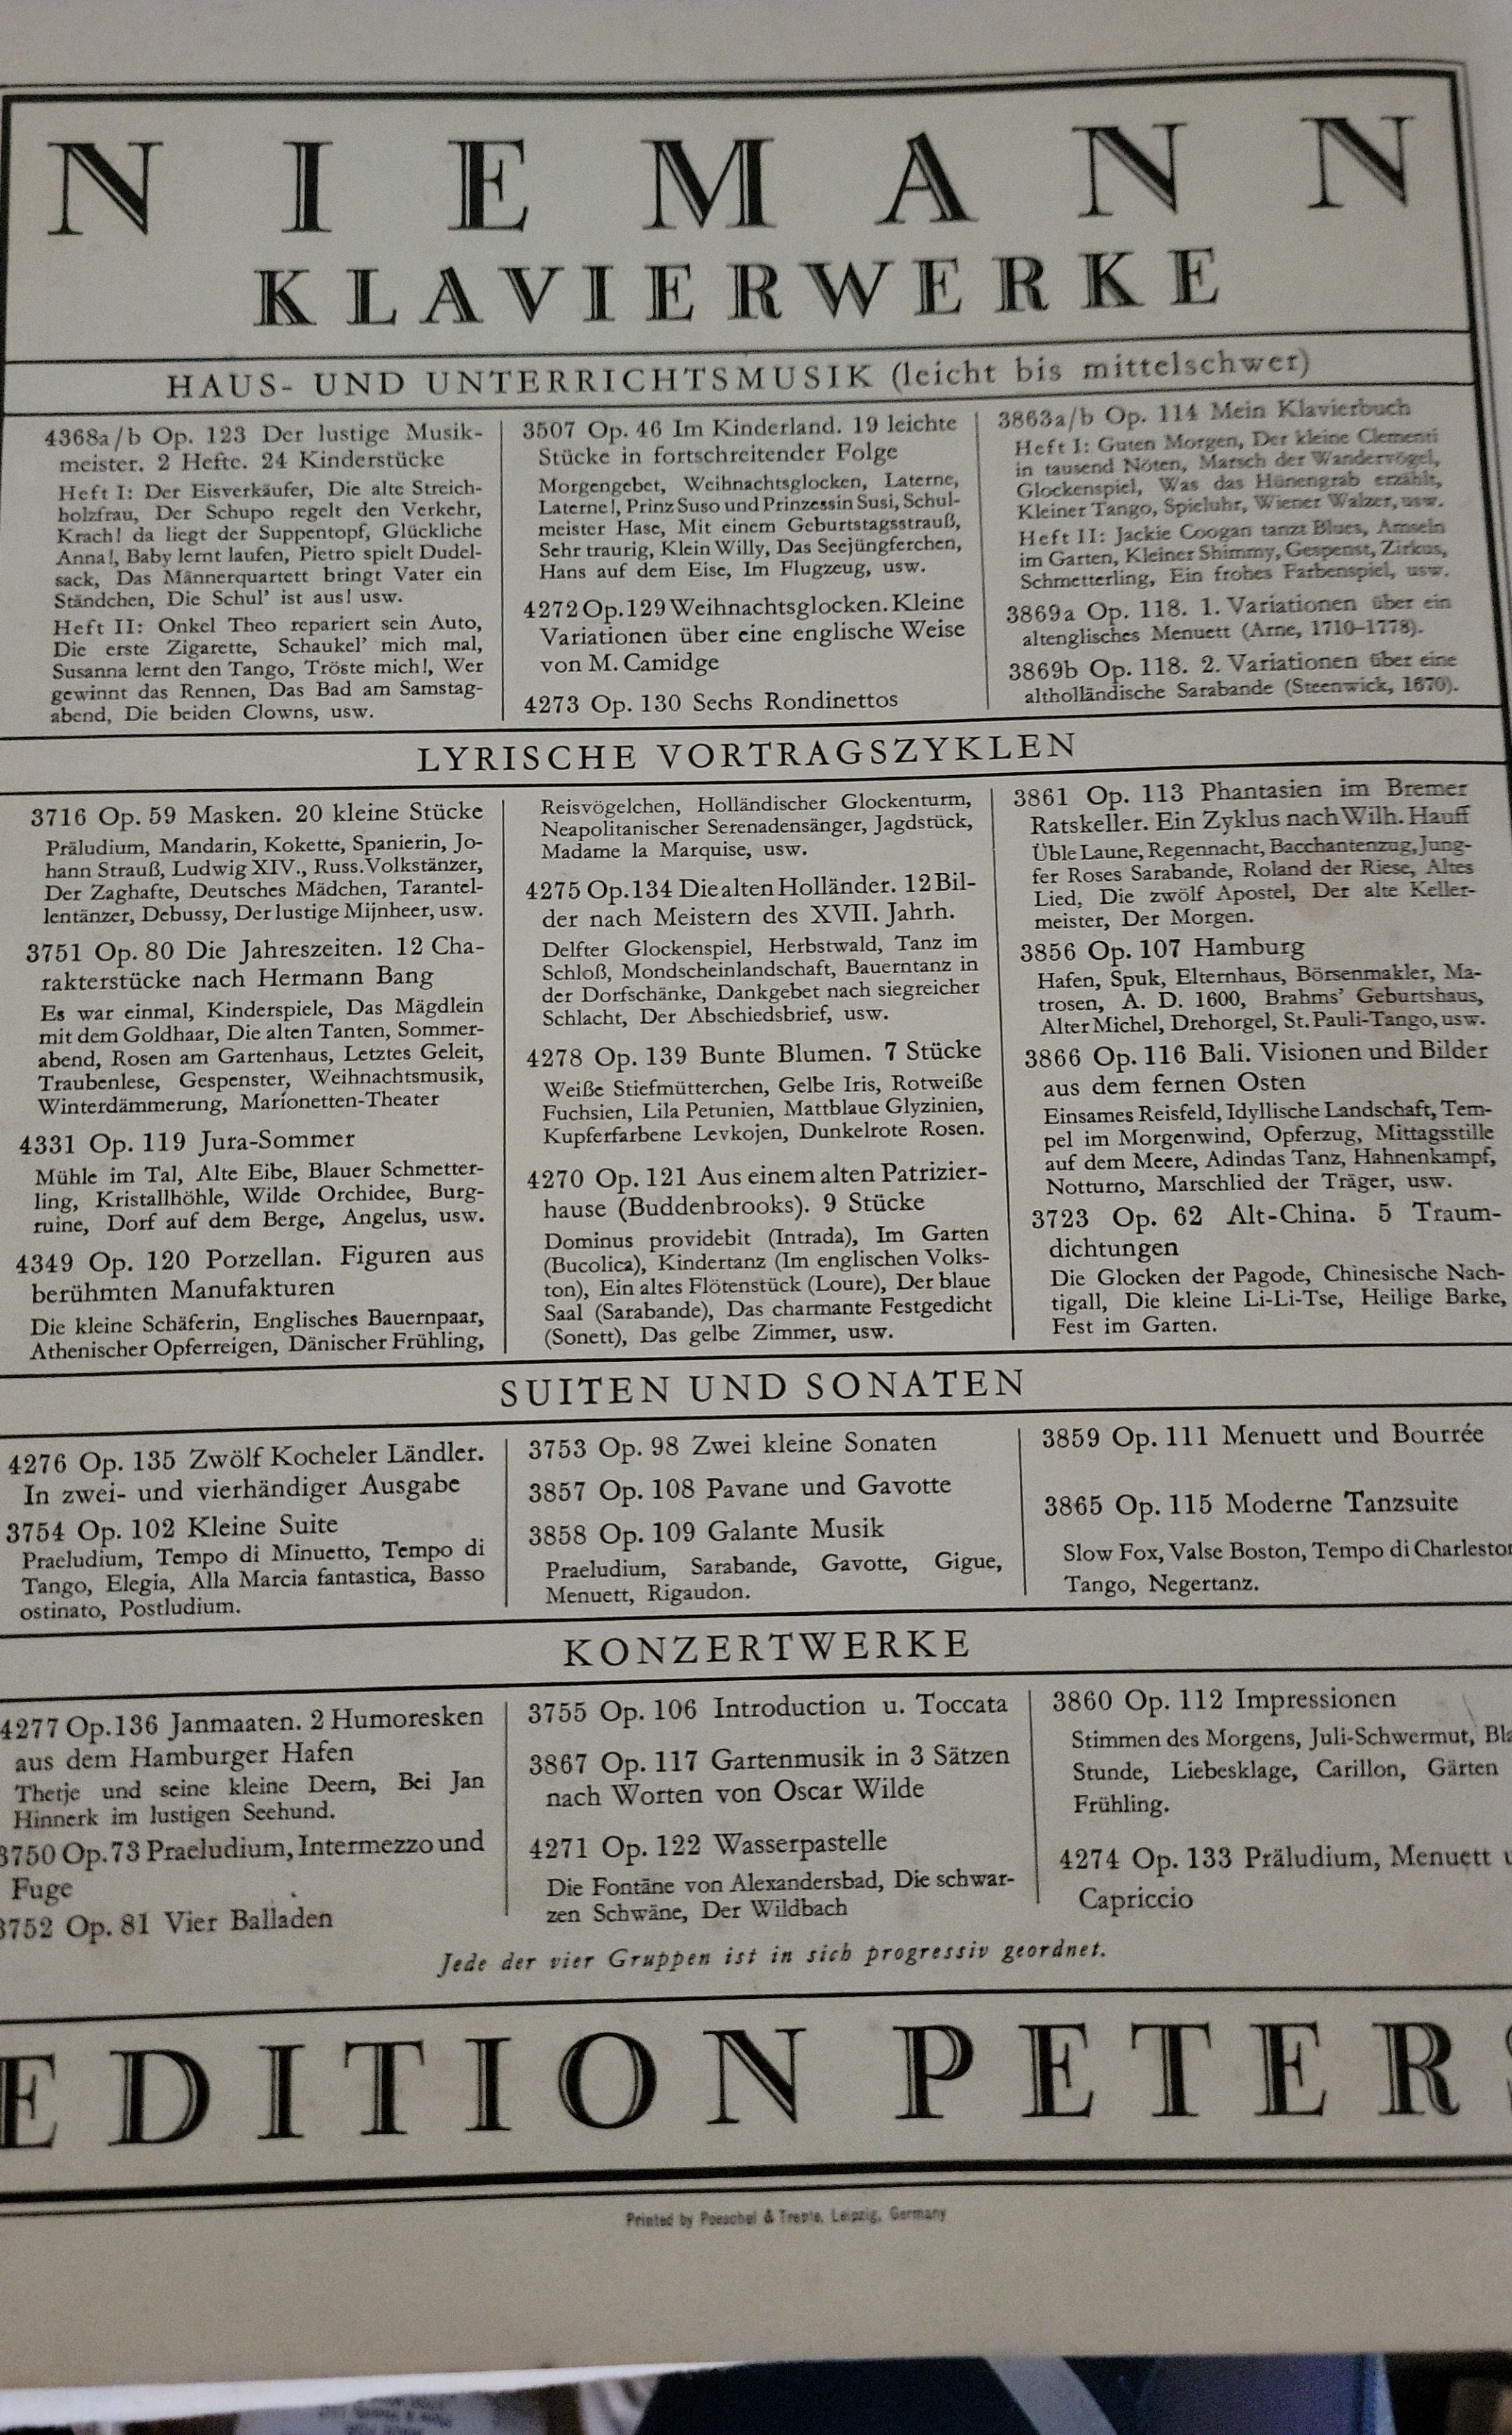 NIEMANN
KLAVIERWERKE
HAUS- UND UNTERRICHTSMUSIK (leicht bis mittelschwer)
4368a/b Op. 123 Der lustige Musik-
meister. 2 Hefte. 24 Kinderstücke
Heft I: Der Eisverkäufer, Die alte Streich-
holzfrau, Der Schupo regelt den Verkehr,
Krach! da liegt der Suppentopf, Glückliche
Anna!, Baby lernt laufen, Pietro spielt Dudel-
sack, Das Männerquartett bringt Vater ein
Ständchen, Die Schul' ist aus! usw.
Heft II: Onkel Theo repariert sein Auto,
Die erste Zigarette, Schaukel' mich mal,
Susanna lernt den Tango, Tröste mich!, Wer
gewinnt das Rennen, Das Bad am Samstag-
abend, Die beiden Clowns, usw.
3507 Op. 46 Im Kinderland. 19 leichte
Stücke in fortschreitender Folge
Morgengebet, Weihnachtsglocken, Laterne,
Laterne!, Prinz Suso und Prinzessin Susi, Schul-
meister Hase, Mit einem Geburtstagsstrauß,
Sehr traurig, Klein Willy, Das Seejüngferchen,
Hans auf dem Eise, Im Flugzeug, usw.
4272 Op. 129 Weihnachtsglocken. Kleine
Variationen über eine englische Weise
von M. Camidge
4273 Op. 130 Sechs Rondinettos
3863a/b Op. 114 Mein Klavierbuch
Heft I: Guten Morgen, Der kleine Clementi
in tausend Nöten, Marsch der Wandervögel,
Glockenspiel, Was das Hünengrab erzählt,
Kleiner Tango, Spieluhr, Wiener Walzer, usw.
Heft II: Jackie Coogan tanzt Blues, Amseln
im Garten, Kleiner Shimmy, Gespenst, Zirkus,
Schmetterling, Ein frohes Farbenspiel, usw.
3869a Op. 118. 1. Variationen über ein
altenglisches Menuett (Arne, 1710–1778).
3869b Op. 118. 2. Variationen über eine
altholländische Sarabande (Steenwick, 1670).
LYRISCHE VORTRAGSZYKLEN
3716 Op. 59 Masken. 20 kleine Stücke
Präludium, Mandarin, Kokette, Spanierin, Jo-
hann Strauß, Ludwig XIV., Russ. Volkstänzer,
Der Zaghafte, Deutsches Mädchen, Tarantel-
lentänzer, Debussy, Der lustige Mijnheer, usw.
3751 Op. 80 Die Jahreszeiten. 12 Cha-
rakterstücke nach Hermann Bang
Es war einmal, Kinderspiele, Das Mägdlein
mit dem Goldhaar, Die alten Tanten, Sommer-
abend, Rosen am Gartenhaus, Letztes Geleit,
Traubenlese, Gespenster, Weihnachtsmusik,
Winterdämmerung, Marionetten-Theater
4331 Op. 119 Jura-Sommer
Mühle im Tal, Alte Eibe, Blauer Schmetter-
ling, Kristallhöhle, Wilde Orchidee, Burg-
ruine, Dorf auf dem Berge, Angelus, usw.
4349 Op. 120 Porzellan. Figuren aus
berühmten Manufakturen
Die kleine Schäferin, Englisches Bauernpaar,
Athenischer Opferreigen, Dänischer Frühling,
Reisvögelchen, Holländischer Glockenturm,
Neapolitanischer Serenadensänger, Jagdstück,
Madame la Marquise, usw.
4275 Op. 134 Die alten Holländer. 12 Bil-
der nach Meistern des XVII. Jahrh.
Delfter Glockenspiel, Herbstwald, Tanz im
Schloß, Mondscheinlandschaft, Bauerntanz in
der Dorfschänke, Dankgebet nach siegreicher
Schlacht, Der Abschiedsbrief, usw.
4278 Op. 139 Bunte Blumen. 7 Stücke
Weiße Stiefmütterchen, Gelbe Iris, Rotweiße
Fuchsien, Lila Petunien, Mattblaue Glyzinien,
Kupferfarbene Levkojen, Dunkelrote Rosen.
4270 Op. 121 Aus einem alten Patrizier-
hause (Buddenbrooks). 9 Stücke
Dominus providebit (Intrada), Im Garten
(Bucolica), Kindertanz (Im englischen Volks-
ton), Ein altes Flötenstück (Loure), Der blaue
Saal (Sarabande), Das charmante Festgedicht
(Sonett), Das gelbe Zimmer, usw.
3861 Op. 113 Phantasien im Bremer
Ratskeller. Ein Zyklus nach Wilh. Hauff
Üble Laune, Regennacht, Bacchantenzug, Jung-
fer Roses Sarabande, Roland der Riese, Altes
Lied, Die zwölf Apostel, Der alte Keller-
meister, Der Morgen.
3856 Op. 107 Hamburg
Hafen, Spuk, Elternhaus, Börsenmakler, Ma-
trosen, A. D. 1600, Brahms' Geburtshaus,
Alter Michel, Drehorgel, St. Pauli-Tango, usw.
3866 Op. 116 Bali. Visionen und Bilder
aus dem fernen Osten
Einsames Reisfeld, Idyllische Landschaft, Tem-
pel im Morgenwind, Opferzug, Mittagsstille
auf dem Meere, Adindas Tanz, Hahnenkampf,
Notturno, Marschlied der Träger, usw.
3723 Op. 62 Alt-China. 5 Traum-
dichtungen
Die Glocken der Pagode, Chinesische Nach-
tigall, Die kleine Li-Li-Tse, Heilige Barke,
Fest im Garten.
SUITEN UND SONATEN
4276 Op. 135 Zwölf Kocheler Ländler.
In zwei- und vierhändiger Ausgabe
3754 Op. 102 Kleine Suite
Praeludium, Tempo di Minuetto, Tempo di
Tango, Elegia, Alla Marcia fantastica, Basso
ostinato, Postludium.
3753 Op. 98 Zwei kleine Sonaten
3857 Op. 108 Pavane und Gavotte
3858 Op. 109 Galante Musik
Praeludium, Sarabande, Gavotte, Gigue,
Menuett, Rigaudon.
3859 Op. 111 Menuett und Bourrée
3865 Op. 115 Moderne Tanzsuite
Slow Fox, Valse Boston, Tempo di Charleston
Tango, Negertanz.
KONZERTWERKE
4277 Op. 136 Janmaaten. 2 Humoresken
aus dem Hamburger Hafen
Thetje und seine kleine Deern, Bei Jan
Hinnerk im lustigen Seehund.
3750 Op. 73 Praeludium, Intermezzo und
Fuge
3752 Op. 81 Vier Balladen
3755 Op. 106 Introduction u. Toccata
3867 Op. 117 Gartenmusik in 3 Sätzen
nach Worten von Oscar Wilde
4271 Op. 122 Wasserpastelle
Die Fontäne von Alexandersbad, Die schwar-
zen Schwäne, Der Wildbach
3860 Op. 112 Impressionen
Stimmen des Morgens, Juli-Schwermut,
Stunde, Liebesklage, Carillon, Gärten
Frühling.
4274 Op. 133 Präludium, Menuett
Capriccio
Jede der vier Gruppen ist in sich progressiv geordnet.
EDITION PETERS
Printed by Poeschel & Trepte, Leipzig, Germany